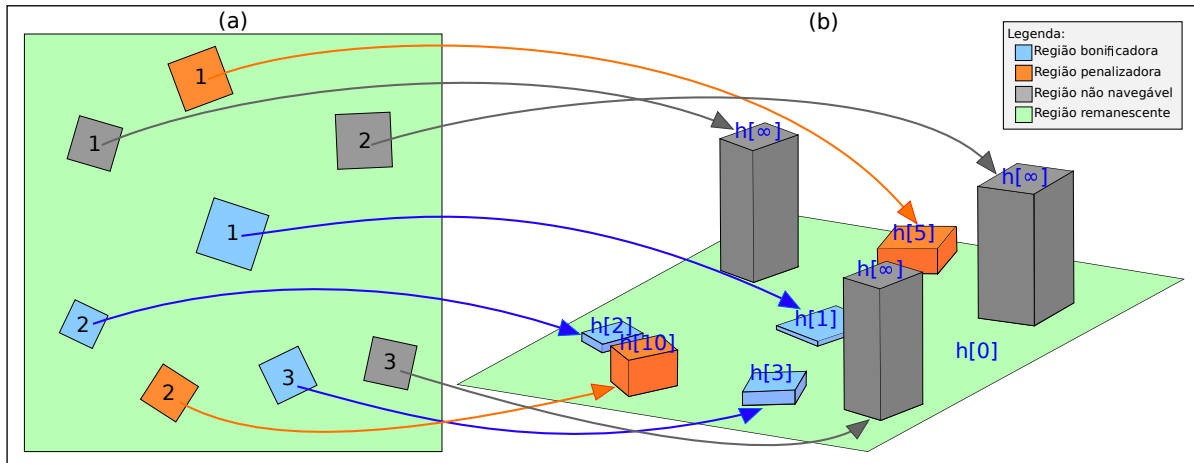 (a)
(b)
Legenda:
Região bonificadora
Região penalizadora
Região não navegável
Região remanescente
1
1
2
1
2
3
3
2
h[∞]
h[∞]
h[5]
h[∞]
h[1]
h[2]
h[10]
h[0]
h[3]